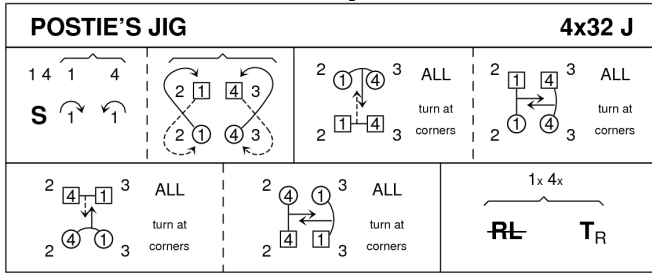 POSTIE'S JIG 4x32 J
1 4 1 4
S 1 1
2 1 4 3
2 1 4 3
2 1 4 3 ALL
turn at
2 1 4 3 corners
2 1 4 3 ALL
turn at
2 1 4 3 corners
2 4 1 3 ALL
turn at
2 4 1 3 corners
2 4 1 3 ALL
turn at
2 4 1 3 corners
1x 4x
RL TR